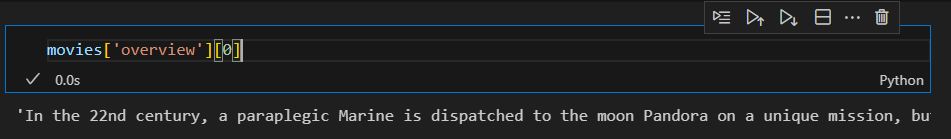 movies['overview'][0]
0.0s
Python
'In the 22nd century, a paraplegic Marine is dispatched to the moon Pandora on a unique mission, bu